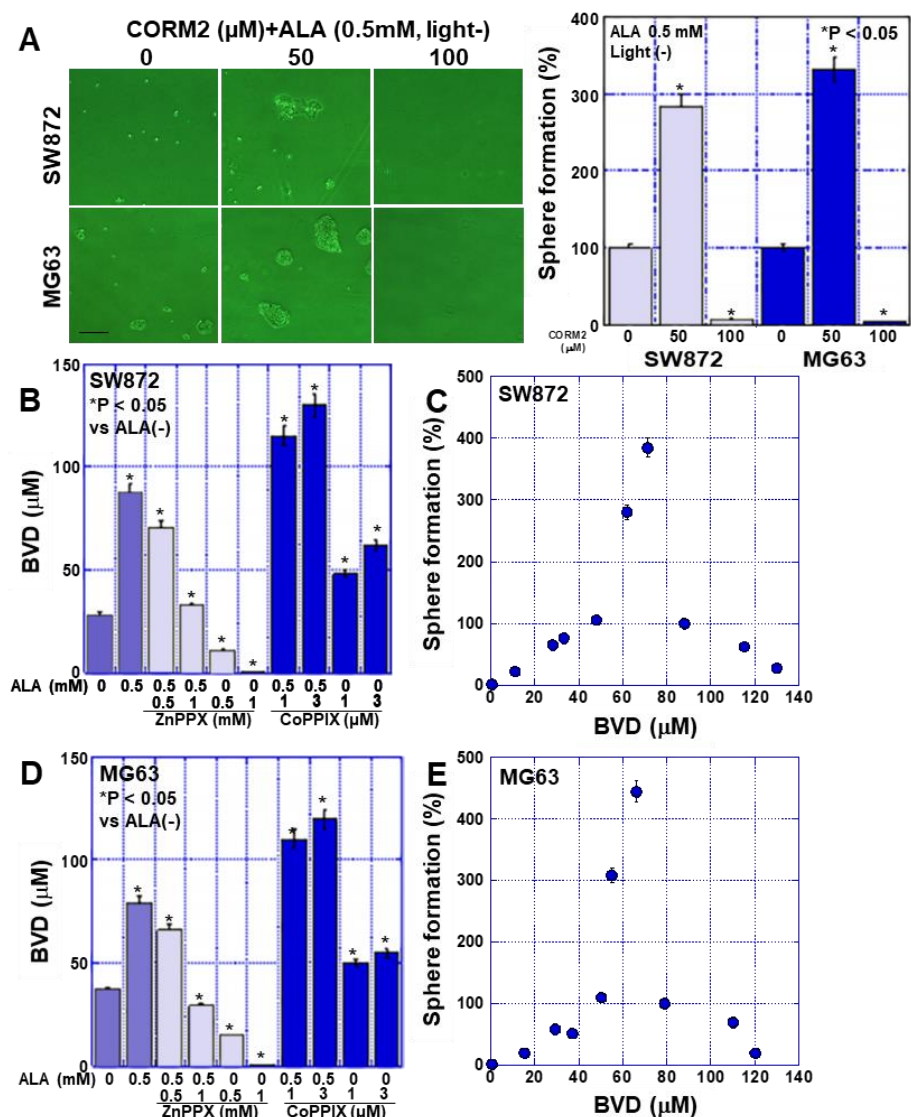 A
CORM2 (µM)+ALA (0.5mM, light-)
0 50 100
SW872
MG63
Sphere formation (%)
400
300
200
100
0
ALA 0.5 mM
Light (-)
*P < 0.05
* * * *
0 50 100 0 50 100
CORM2
(µM)
SW872 MG63
B
BVD (µM)
150
100
50
0
SW872
*P < 0.05
vs ALA(-)
* * * * * * * * *
ALA (mM) 0 0.5 0.5 0.5 0 0 0.5 0.5 0 0
0.5 1 0.5 1 1 3 1 3
ZnPPX (mM) CoPPIX (µM)
C
Sphere formation (%)
500
400
300
200
100
0
SW872
0 20 40 60 80 100 120 140
BVD (µM)
D
BVD (µM)
150
100
50
0
MG63
*P < 0.05
vs ALA(-)
* * * * * * * * *
ALA (mM) 0 0.5 0.5 0.5 0 0 0.5 0.5 0 0
0.5 1 0.5 1 1 3 1 3
ZnPPX (mM) CoPPIX (µM)
E
Sphere formation (%)
500
400
300
200
100
0
MG63
0 20 40 60 80 100 120 140
BVD (µM)